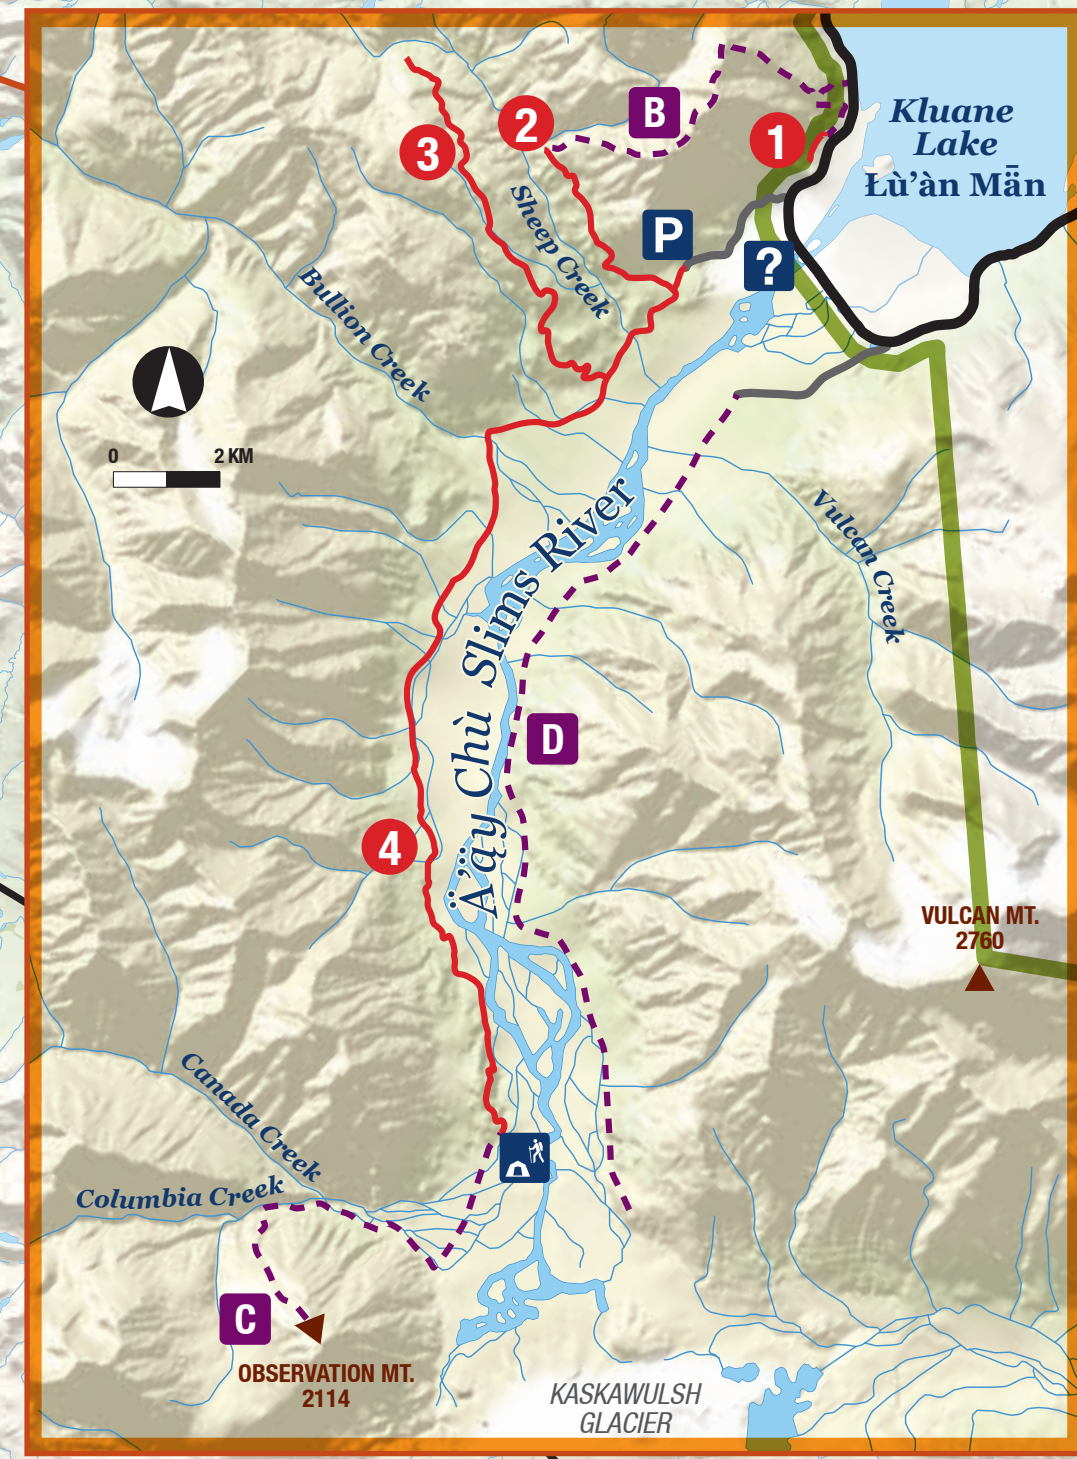 B
1
2
3
Kluane
Lake
Łù'àn Mǟn
P
?
Sheep Creek
Bullion Creek
0 2 KM
Vulcan Creek
Ä'äy Chù Slims River
D
4
VULCAN MT.
2760
Canada Creek
Columbia Creek
C
OBSERVATION MT.
2114
KASKAWULSH
GLACIER